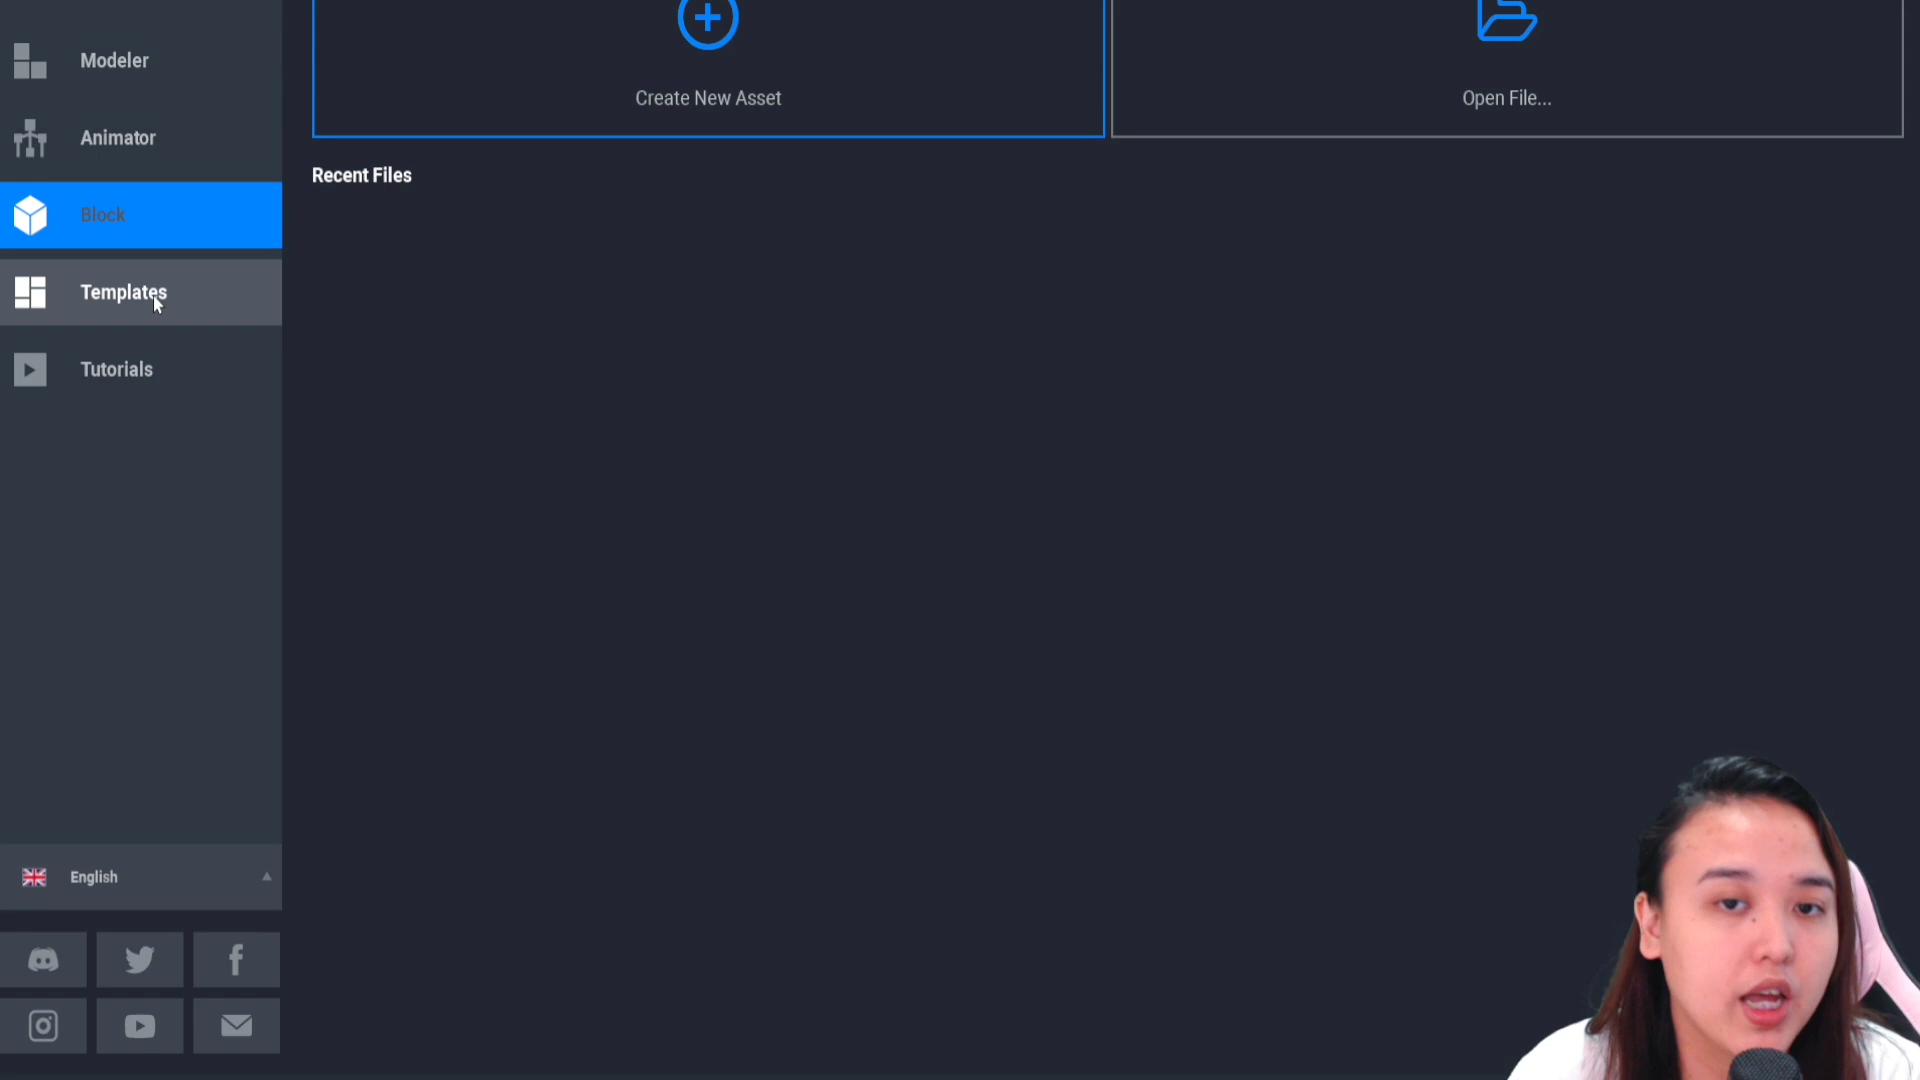 Modeler
Animator
Block
Templates
Tutorials
English
Create New Asset
Open File...
Recent Files